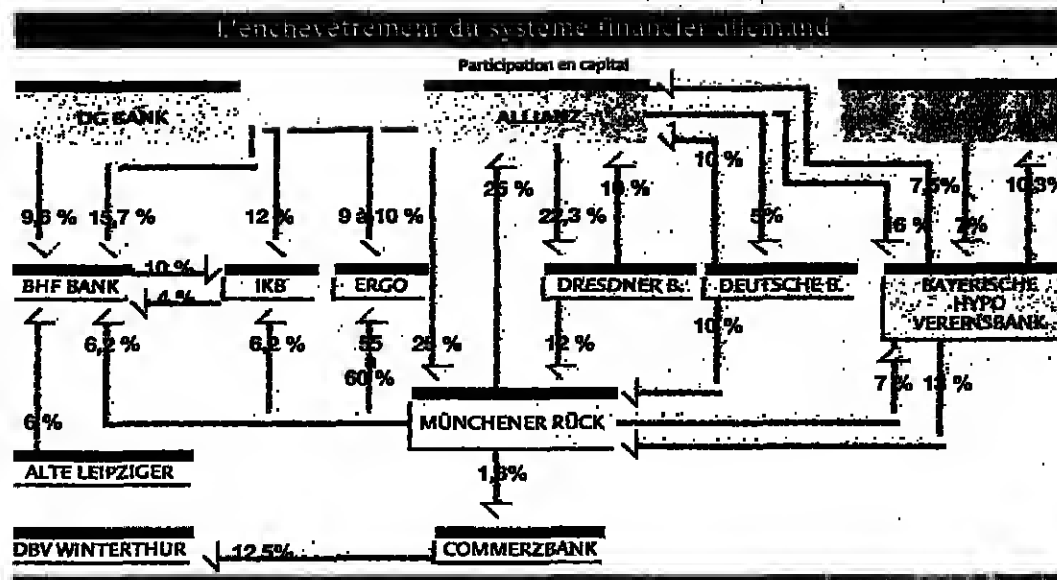 L'enchevêtrement du système financier allemand
Participation en capital
DG BANK
ALLIANZ
10 %
25 %
10 %
7,5%
10,3%
9,6 %
15,7 %
12 %
9 à 10 %
22,3 %
5%
16 %
7%
10 %
BHF BANK
IKB
ERGO
DRESDNER B.
DEUTSCHE B.
BAYERISCHE
HYPO
VEREINSBANK
4 %
6,2 %
6,2 %
55
60 %
25 %
12 %
10 %
7 %
13 %
6 %
MÜNCHENER RÜCK
ALTE LEIPZIGER
DBV WINTERTHUR
12,5%
COMMERZBANK